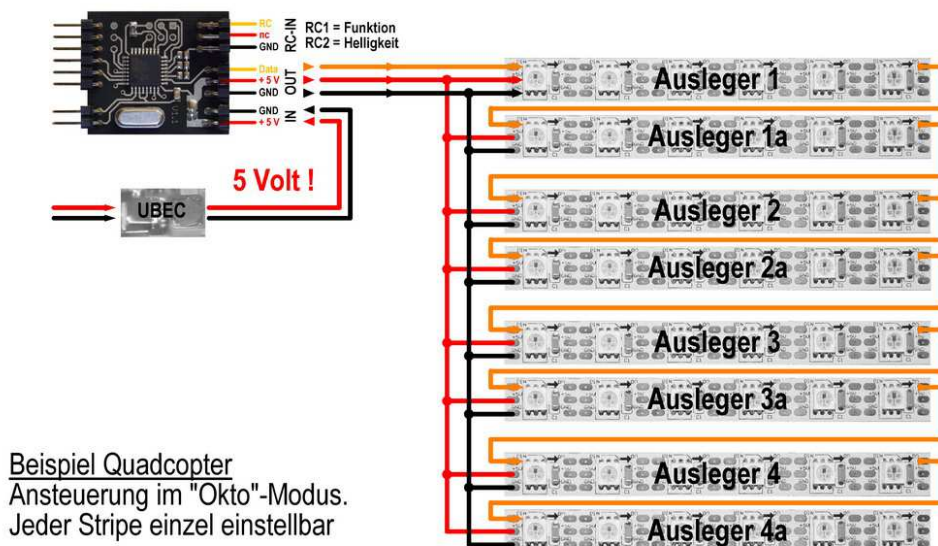 RC
nc
GND
RC-IN
RC1 = Funktion
RC2 = Helligkeit
Data
+ 5 V
GND
OUT
GND
+ 5 V
IN
5 Volt !
UBEC
Ausleger 1
Ausleger 1a
Ausleger 2
Ausleger 2a
Ausleger 3
Ausleger 3a
Ausleger 4
Ausleger 4a
Beispiel Quadcopter
Ansteuerung im "Okto"-Modus.
Jeder Stripe einzel einstellbar